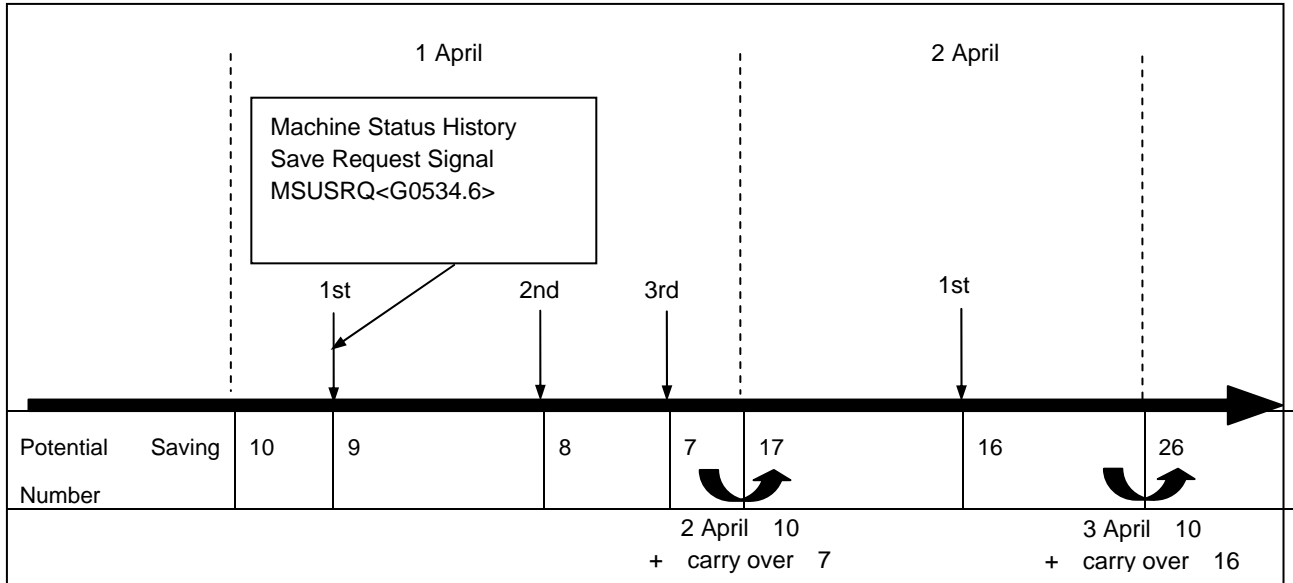 1 April
2 April
Machine Status History
Save Request Signal
MSUSRQ<G0534.6>
1st
2nd
3rd
1st
Potential Saving 10 9 8 7 17 16 26
Number
2 April 10
+ carry over 7
3 April 10
+ carry over 16